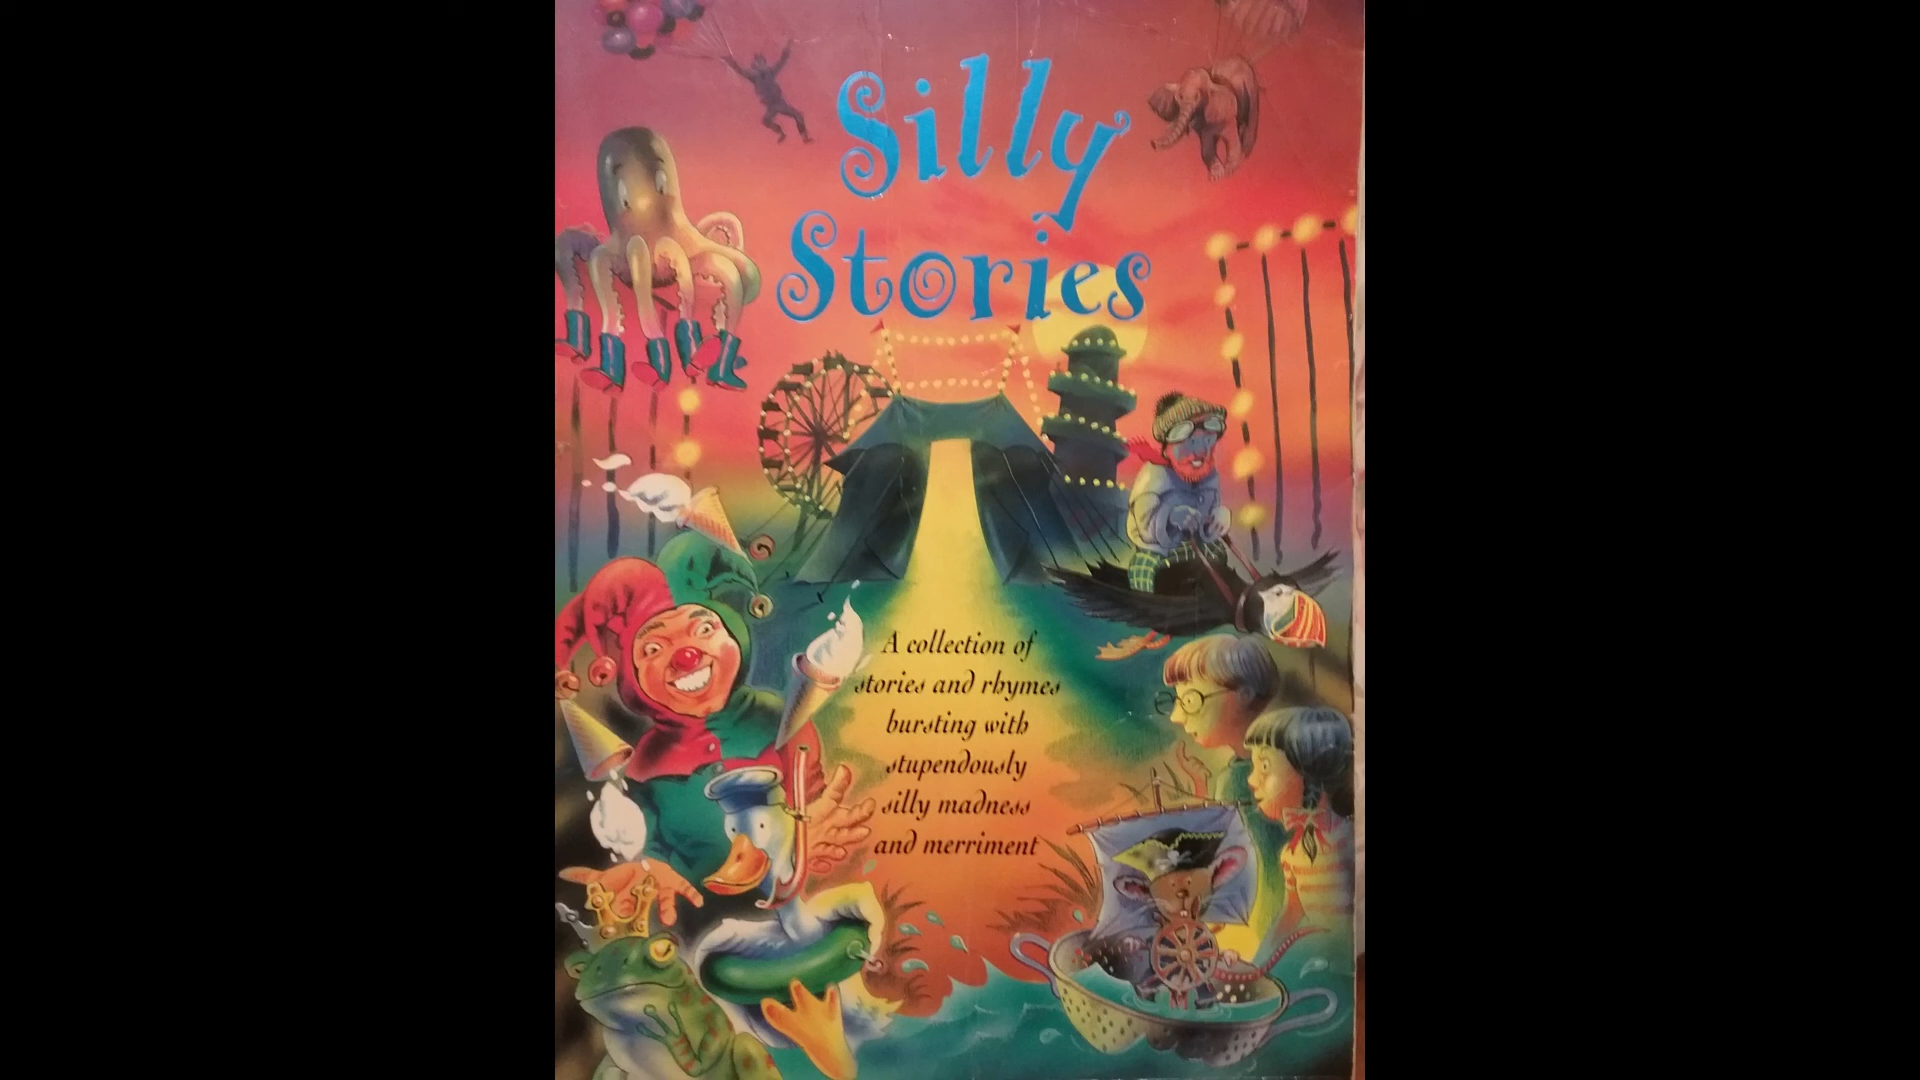 Silly
Stories
A collection of
stories and rhymes
bursting with
stupendously
silly madness
and merriment